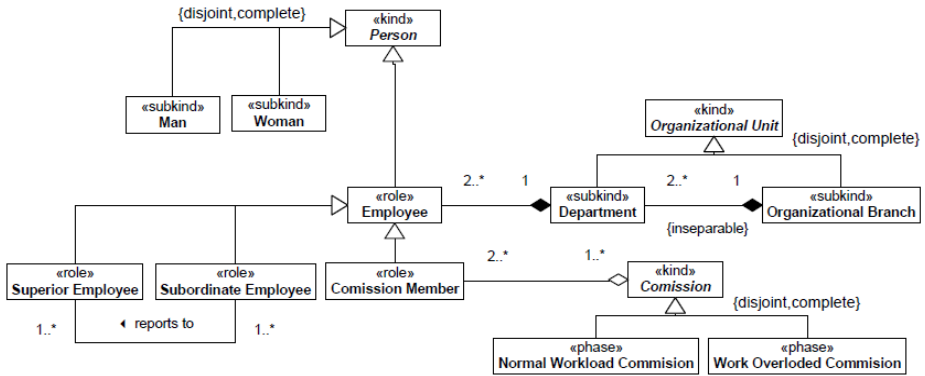 {disjoint,complete}
«kind»
Person
«subkind»
Man
«subkind»
Woman
«kind»
Organizational Unit
{disjoint,complete}
«role»
Employee
2..*
1
«subkind»
Department
2..*
1
«subkind»
Organizational Branch
{inseparable}
«role»
Superior Employee
«role»
Subordinate Employee
«role»
Comission Member
2..*
1..*
«kind»
Comission
{disjoint,complete}
1..*
reports to
1..*
«phase»
Normal Workload Commision
«phase»
Work Overloded Commision